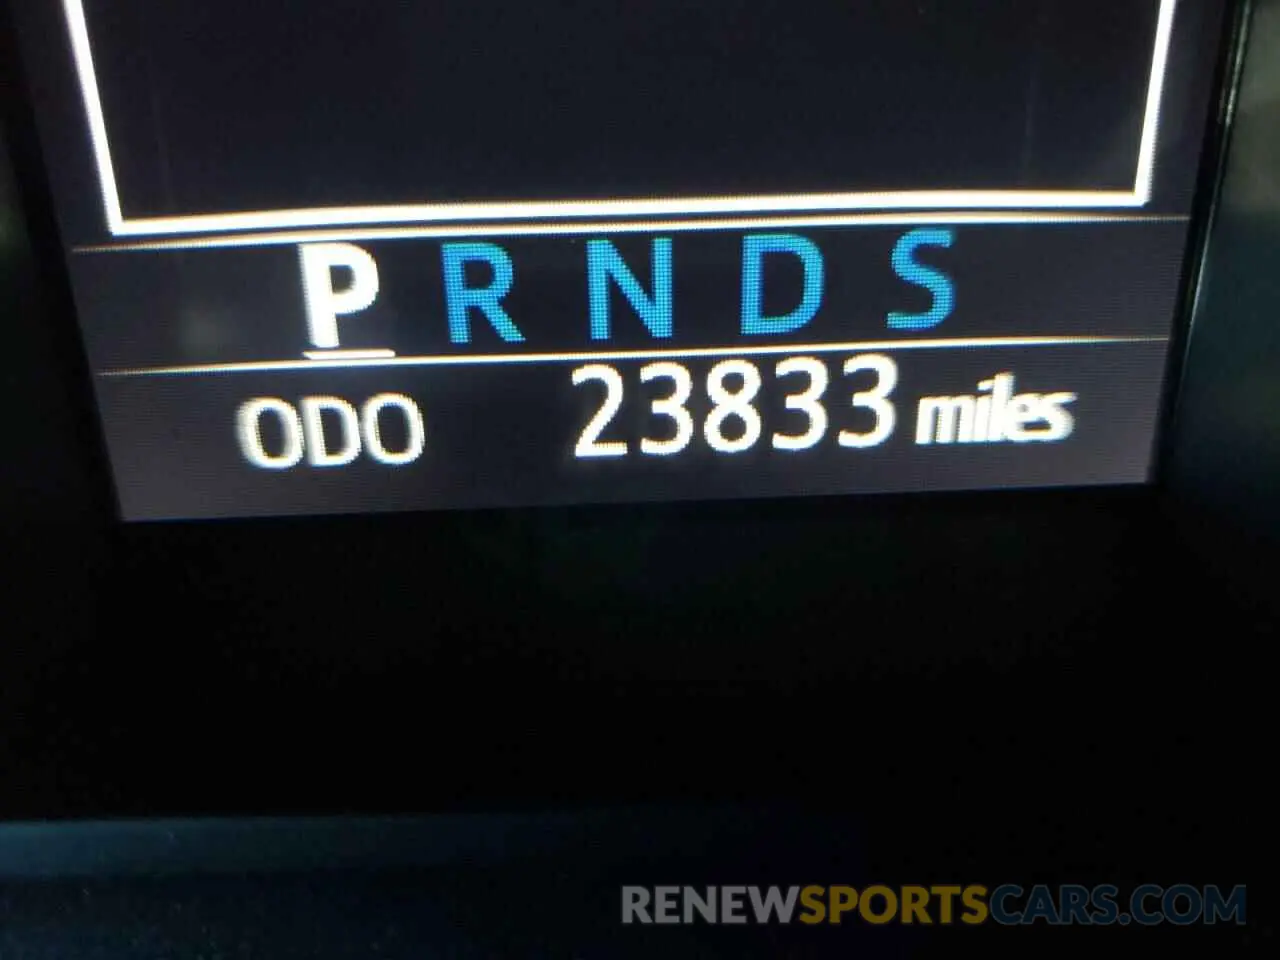 P R N D S
ODO 23833 miles
RENEWSPORTSCARS.COM